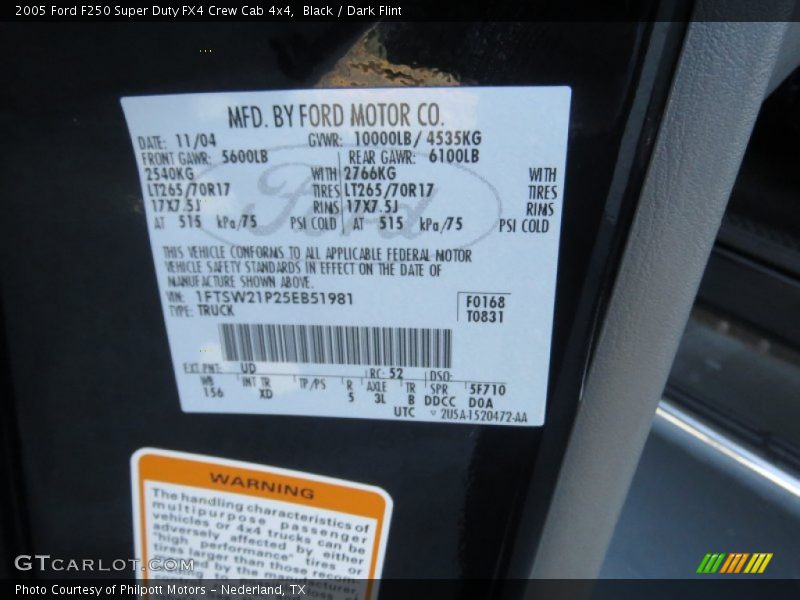 2005 Ford F250 Super Duty FX4 Crew Cab 4x4, Black / Dark Flint
MFD. BY FORD MOTOR CO.
DATE: 11/04 GVWR: 10000LB / 4535KG
FRONT GAWR: 5600LB REAR GAWR: 6100LB
2540KG WITH 2766KG WITH
LT265/70R17 TIRES LT265/70R17 TIRES
17X7.5J RIMS 17X7.5J RIMS
AT 515 kPa/75 PSI COLD AT 515 kPa/75 PSI COLD
Ford
THIS VEHICLE CONFORMS TO ALL APPLICABLE FEDERAL MOTOR
VEHICLE SAFETY STANDARDS IN EFFECT ON THE DATE OF
MANUFACTURE SHOWN ABOVE.
VIN: 1FTSW21P25EB51981 F0168
TYPE: TRUCK T0831
EXT PNT: UD RC: 52 DSO:
WB INT TR TP/PS R AXLE TR SPR 5F710
156 XD 5 3L B DDCC D0A
UTC 2U5A-1520472-AA
WARNING
The handling characteristics of
multipurpose passenger
vehicles or 4x4 trucks can be
adversely affected by either
"high performance" tires or
tires larger than those recom-
by the
GTCARLOT.COM
Photo Courtesy of Philpott Motors - Nederland, TX